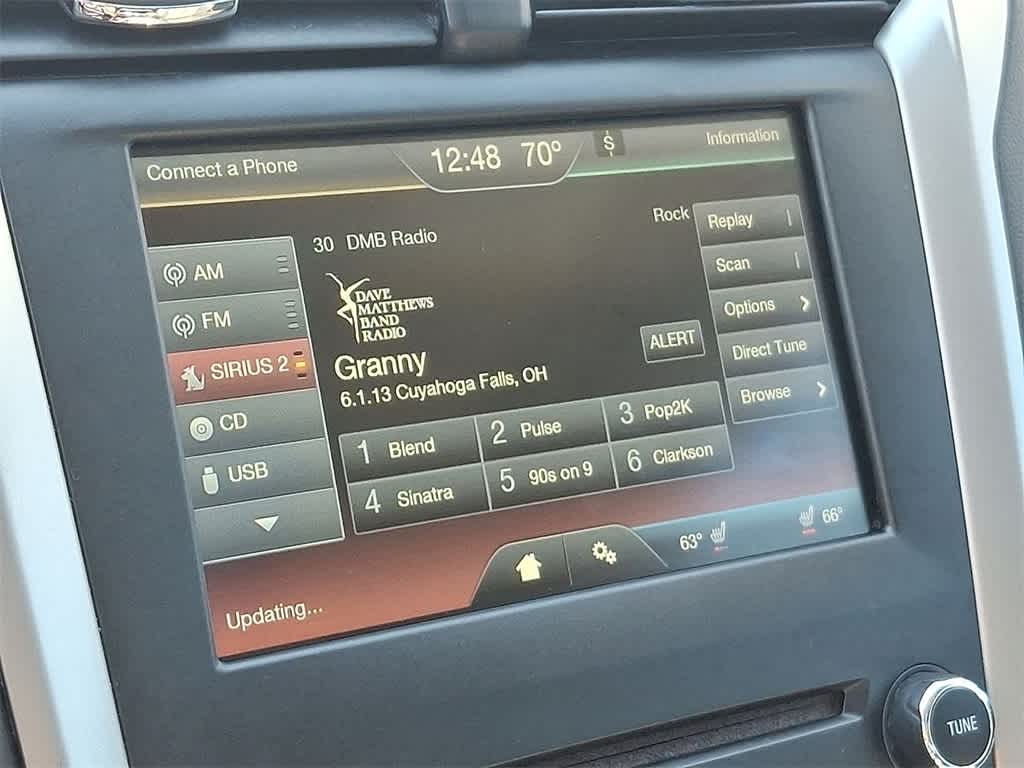 Connect a Phone
12:48 70°
S
Information
30 DMB Radio
Rock
DAVE
MATTHEWS
BAND
RADIO
Granny
6.1.13 Cuyahoga Falls, OH
ALERT
AM
FM
SIRIUS 2
CD
USB
Replay
Scan
Options
Direct Tune
Browse
1 Blend
2 Pulse
3 Pop2K
4 Sinatra
5 90s on 9
6 Clarkson
63°
66°
Updating...
TUNE